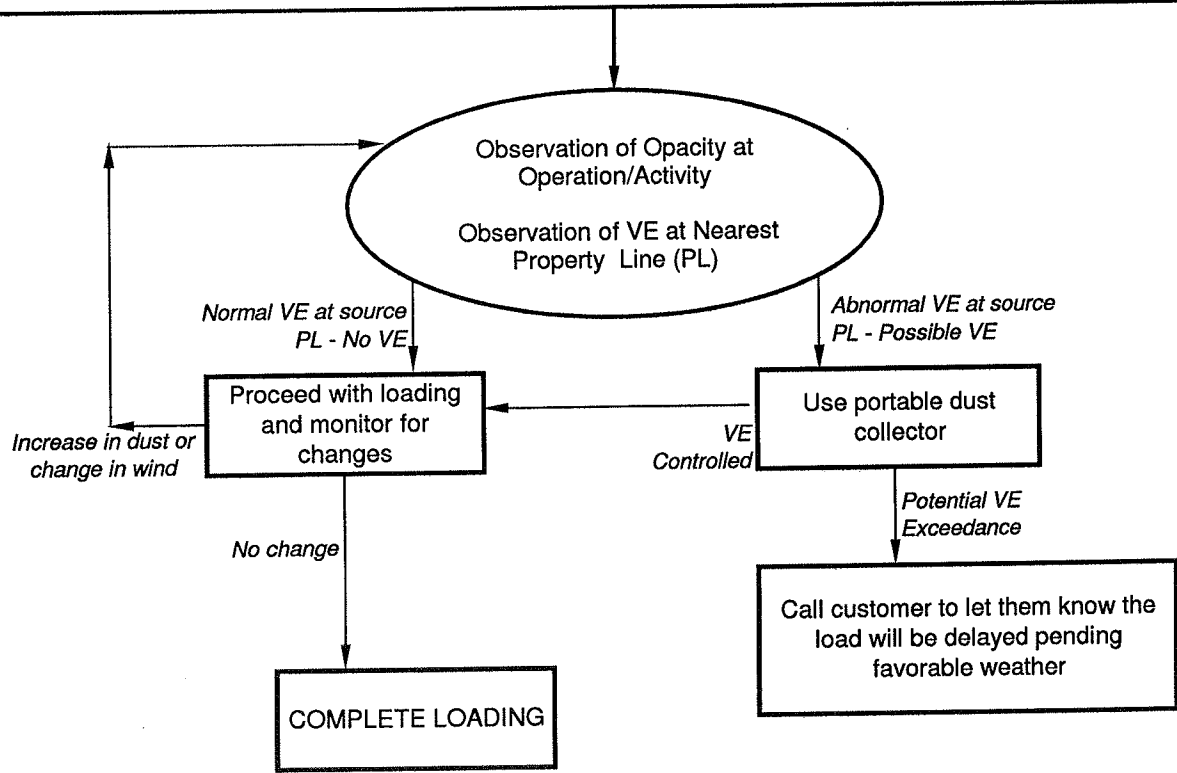 Observation of Opacity at
Operation/Activity
Observation of VE at Nearest
Property Line (PL)
Normal VE at source
PL - No VE
Abnormal VE at source
PL - Possible VE
Proceed with loading
and monitor for
changes
Use portable dust
collector
Increase in dust or
change in wind
VE
Controlled
Potential VE
Exceedance
No change
Call customer to let them know the
load will be delayed pending
favorable weather
COMPLETE LOADING